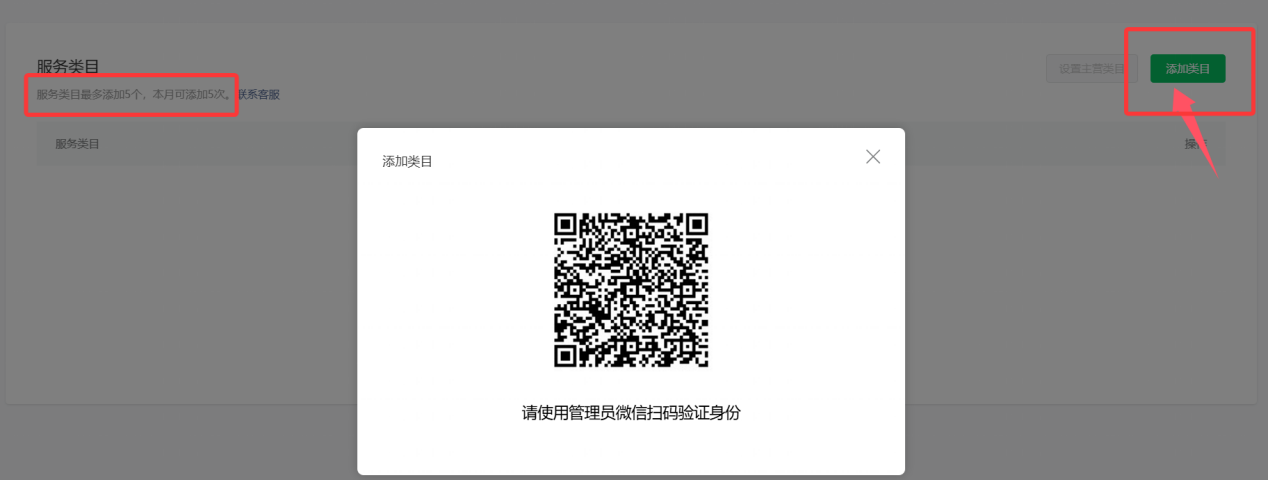 服务类目
服务类目最多添加5个，本月可添加5次。联系客服
设置主营类目
添加类目
服务类目
操作
添加类目
请使用管理员微信扫码验证身份